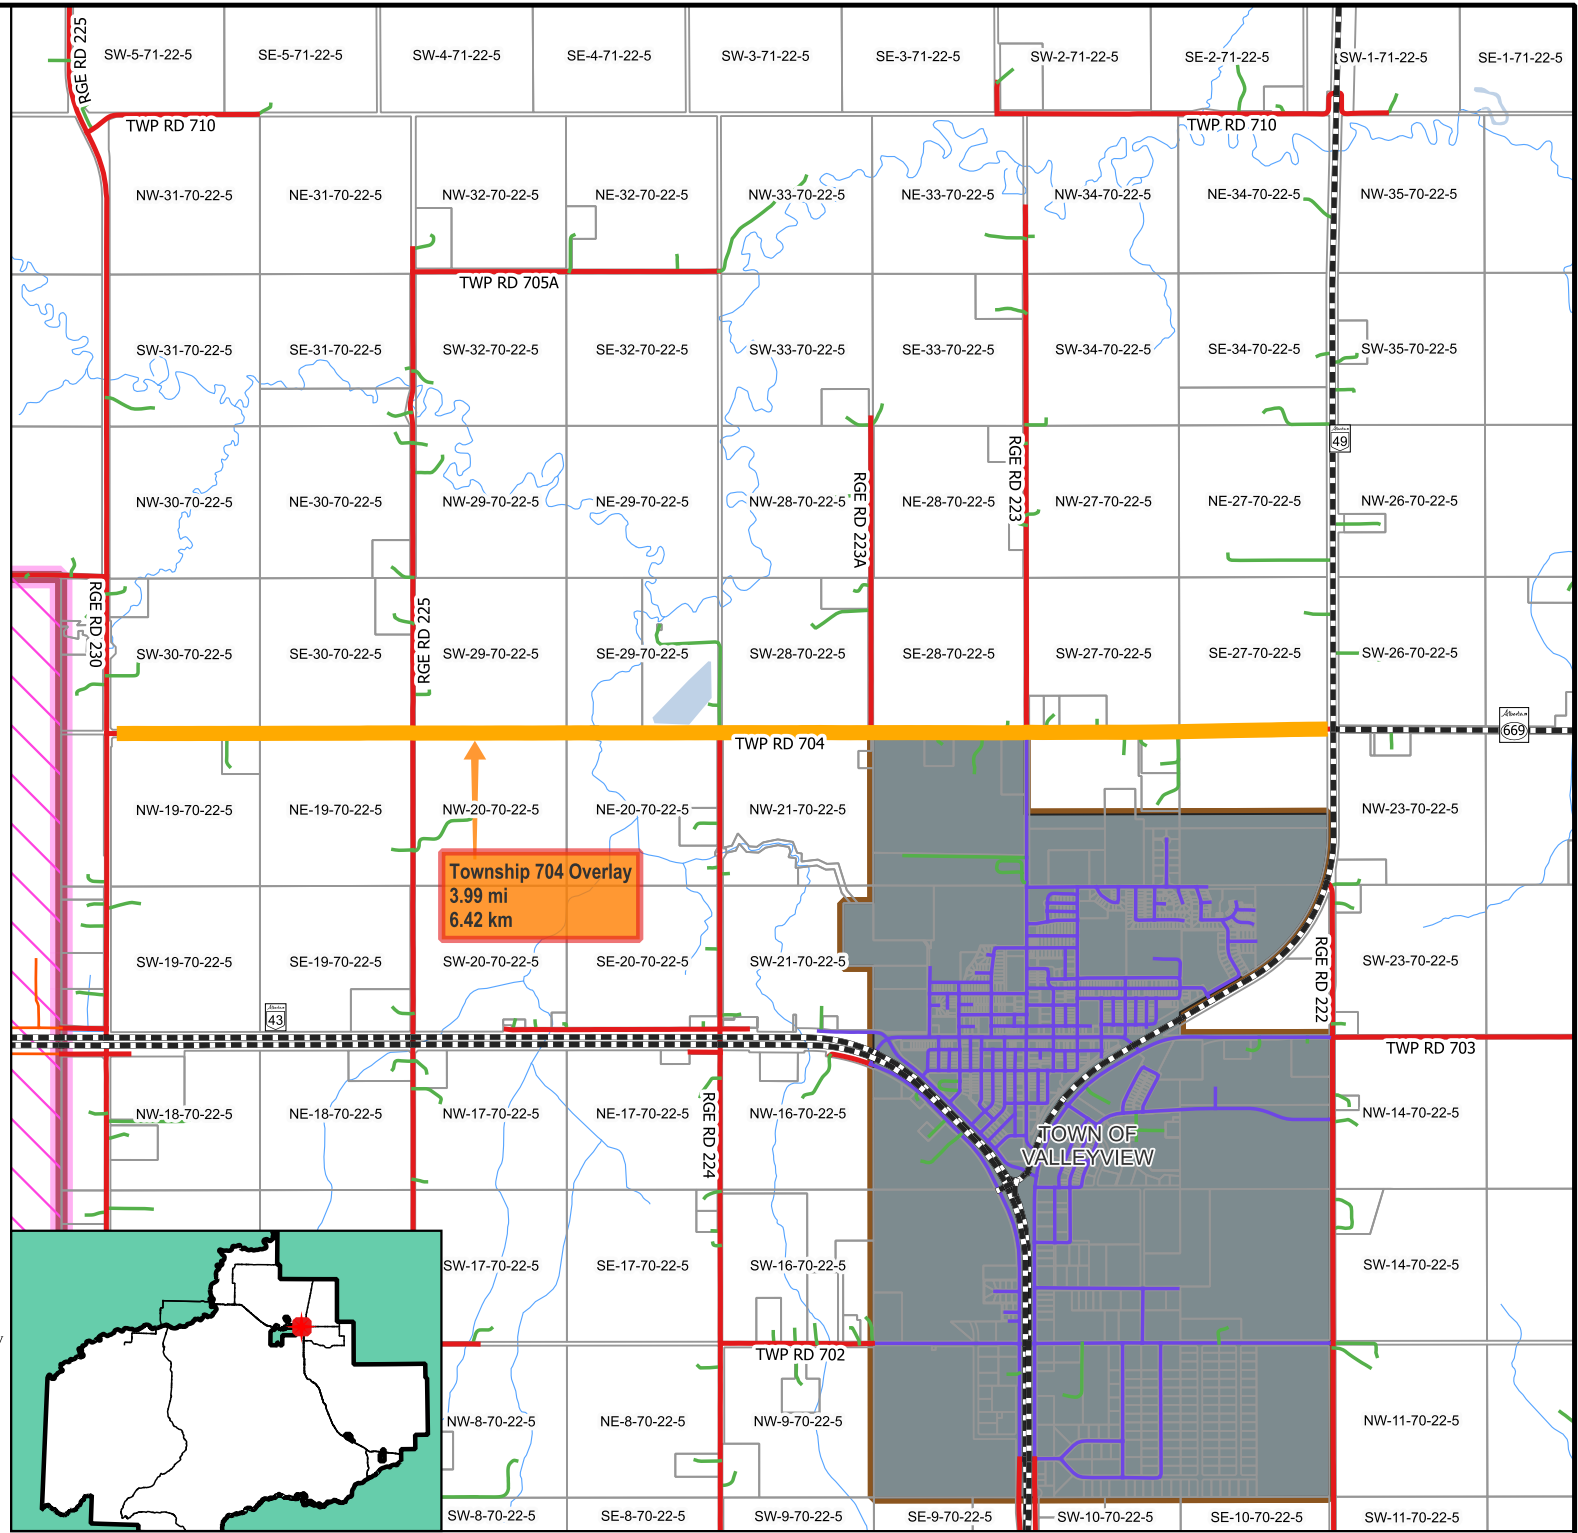 RGE RD 225
SW-5-71-22-5
SE-5-71-22-5
SW-4-71-22-5
SE-4-71-22-5
SW-3-71-22-5
SE-3-71-22-5
SW-2-71-22-5
SE-2-71-22-5
SW-1-71-22-5
SE-1-71-22-5
TWP RD 710
TWP RD 710
NW-31-70-22-5
NE-31-70-22-5
NW-32-70-22-5
NE-32-70-22-5
NW-33-70-22-5
NE-33-70-22-5
NW-34-70-22-5
NE-34-70-22-5
NW-35-70-22-5
TWP RD 705A
SW-31-70-22-5
SE-31-70-22-5
SW-32-70-22-5
SE-32-70-22-5
SW-33-70-22-5
SE-33-70-22-5
SW-34-70-22-5
SE-34-70-22-5
SW-35-70-22-5
Alberta
49
RGE RD 223A
RGE RD 223
NW-30-70-22-5
NE-30-70-22-5
NW-29-70-22-5
NE-29-70-22-5
NW-28-70-22-5
NE-28-70-22-5
NW-27-70-22-5
NE-27-70-22-5
NW-26-70-22-5
RGE RD 230
RGE RD 225
SW-30-70-22-5
SE-30-70-22-5
SW-29-70-22-5
SE-29-70-22-5
SW-28-70-22-5
SE-28-70-22-5
SW-27-70-22-5
SE-27-70-22-5
SW-26-70-22-5
Alberta
669
TWP RD 704
NW-19-70-22-5
NE-19-70-22-5
NW-20-70-22-5
NE-20-70-22-5
NW-21-70-22-5
NW-23-70-22-5
Township 704 Overlay
3.99 mi
6.42 km
SW-19-70-22-5
SE-19-70-22-5
SW-20-70-22-5
SE-20-70-22-5
SW-21-70-22-5
SW-23-70-22-5
RGE RD 222
Alberta
43
TWP RD 703
NW-18-70-22-5
NE-18-70-22-5
NW-17-70-22-5
NE-17-70-22-5
RGE RD 224
NW-16-70-22-5
NW-14-70-22-5
TOWN OF
VALLEYVIEW
SW-17-70-22-5
SE-17-70-22-5
SW-16-70-22-5
SW-14-70-22-5
TWP RD 702
NW-8-70-22-5
NE-8-70-22-5
NW-9-70-22-5
NW-11-70-22-5
SW-8-70-22-5
SE-8-70-22-5
SW-9-70-22-5
SE-9-70-22-5
SW-10-70-22-5
SE-10-70-22-5
SW-11-70-22-5